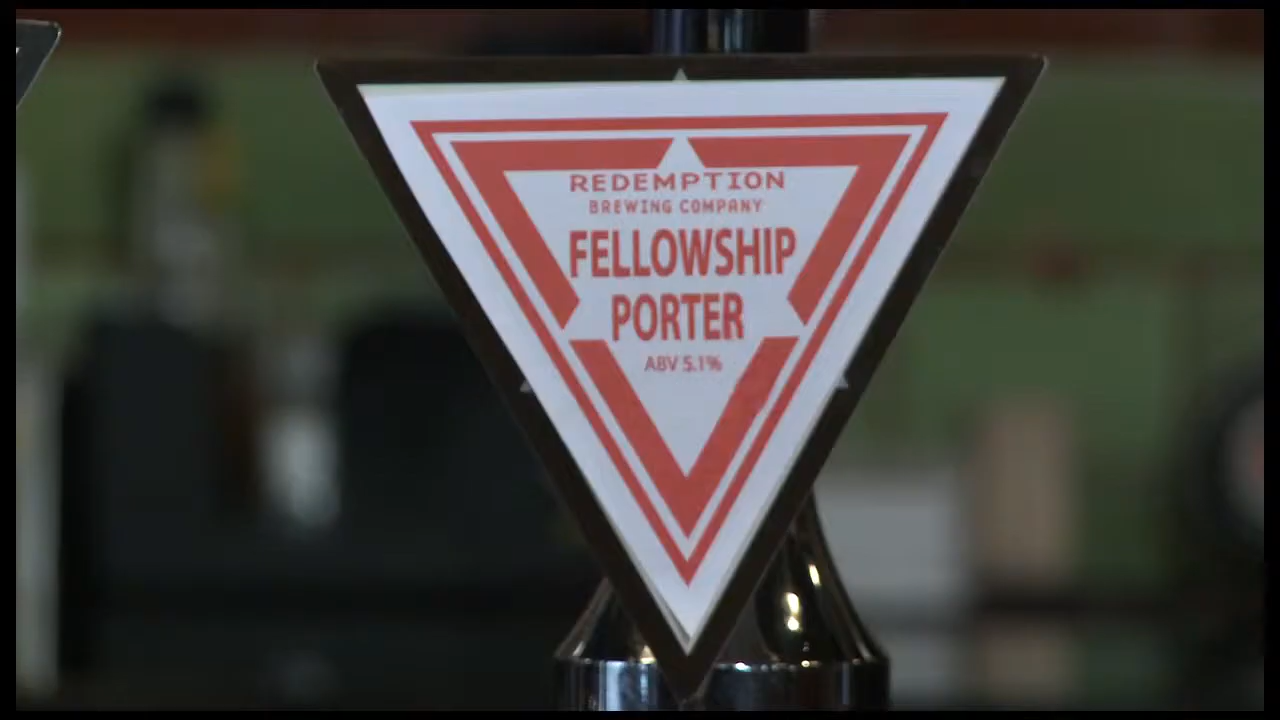 REDEMPTION
BREWING COMPANY
FELLOWSHIP
PORTER
ABV 5.1%